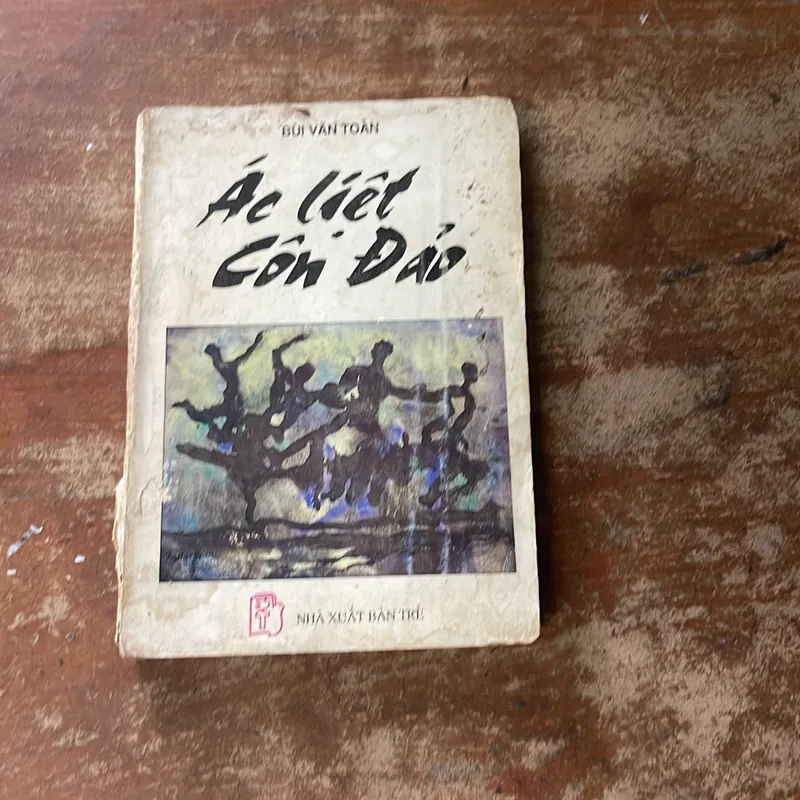 BÙI VĂN TOẢN
Ác liệt
Côn Đảo
NHÀ XUẤT BẢN TRẺ